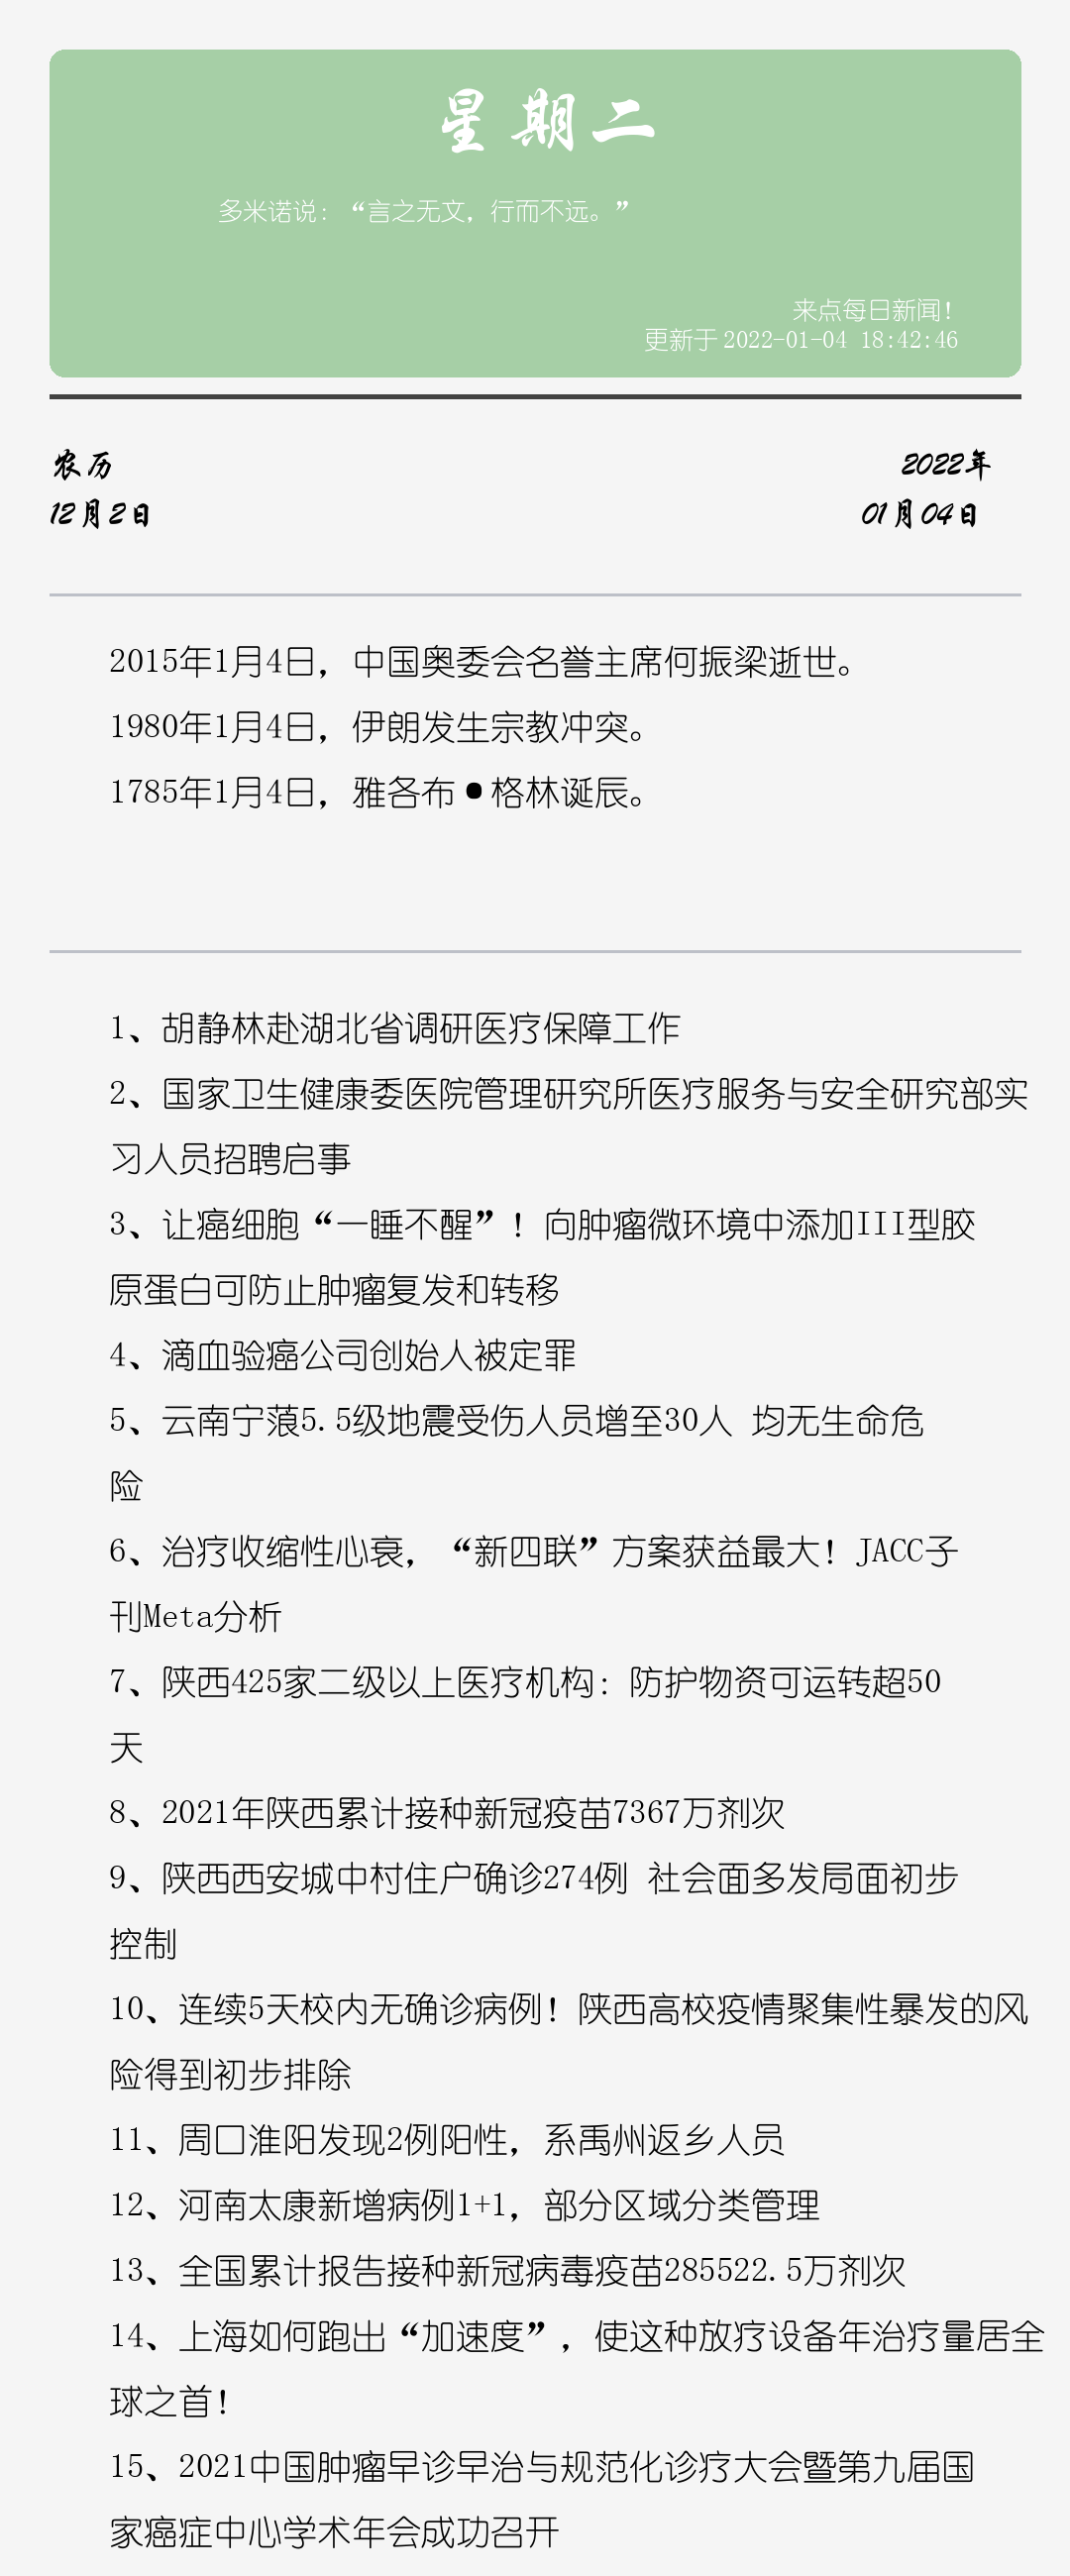 星期二
多米诺说：“言之无文，行而不远。”
来点每日新闻！
更新于 2022-01-04 18:42:46
农历
2022年
12月2日
01月04日
2015年1月4日，中国奥委会名誉主席何振梁逝世。
1980年1月4日，伊朗发生宗教冲突。
1785年1月4日，雅各布•格林诞辰。
1、胡静林赴湖北省调研医疗保障工作
2、国家卫生健康委医院管理研究所医疗服务与安全研究部实
习人员招聘启事
3、让癌细胞“一睡不醒”！向肿瘤微环境中添加III型胶
原蛋白可防止肿瘤复发和转移
4、滴血验癌公司创始人被定罪
5、云南宁蒗5.5级地震受伤人员增至30人 均无生命危
险
6、治疗收缩性心衰，“新四联”方案获益最大！JACC子
刊Meta分析
7、陕西425家二级以上医疗机构：防护物资可运转超50
天
8、2021年陕西累计接种新冠疫苗7367万剂次
9、陕西西安城中村住户确诊274例 社会面多发局面初步
控制
10、连续5天校内无确诊病例！陕西高校疫情聚集性暴发的风
险得到初步排除
11、周口淮阳发现2例阳性，系禹州返乡人员
12、河南太康新增病例1+1，部分区域分类管理
13、全国累计报告接种新冠病毒疫苗285522.5万剂次
14、上海如何跑出“加速度”，使这种放疗设备年治疗量居全
球之首！
15、2021中国肿瘤早诊早治与规范化诊疗大会暨第九届国
家癌症中心学术年会成功召开